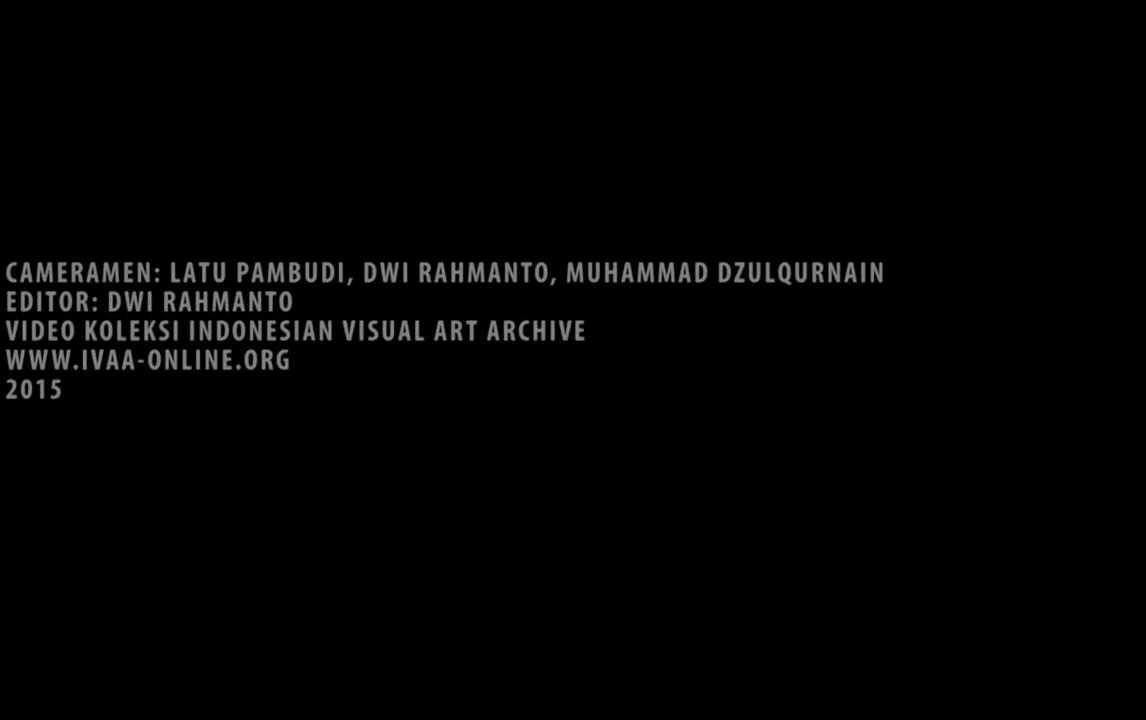 CAMERAMEN: LATU PAMBUDI, DWI RAHMANTO, MUHAMMAD DZULQURNAIN
EDITOR: DWI RAHMANTO
VIDEO KOLEKSI INDONESIAN VISUAL ART ARCHIVE
WWW.IVAA-ONLINE.ORG
2015